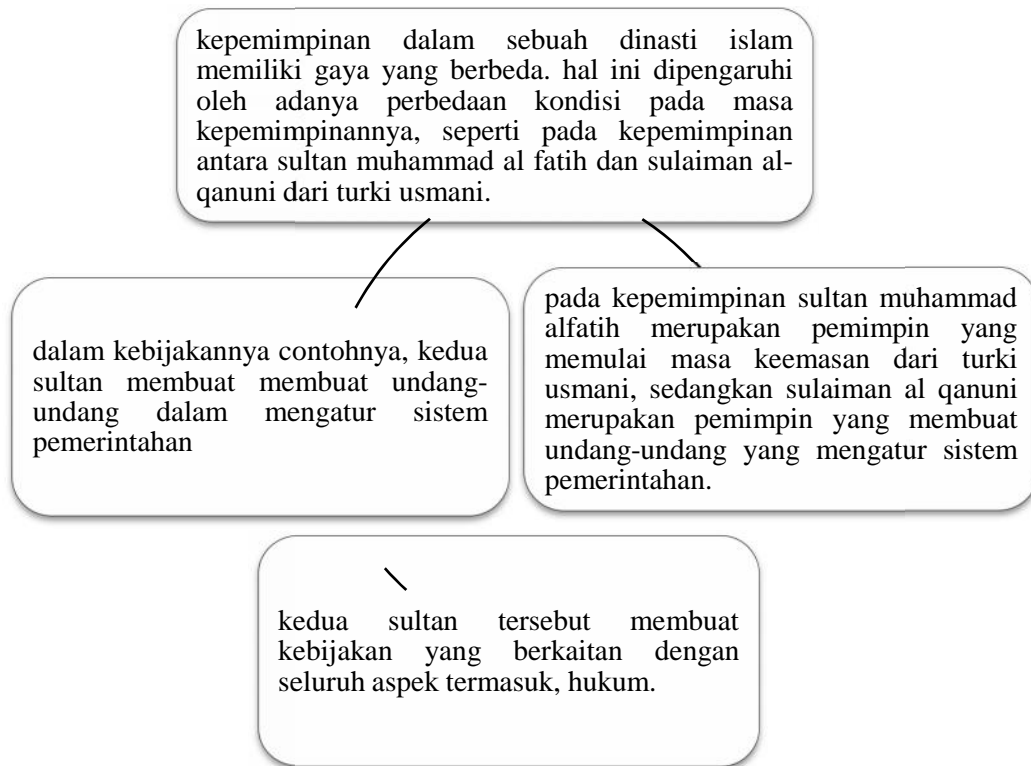 kepemimpinan dalam sebuah dinasti islam
memiliki gaya yang berbeda. hal ini dipengaruhi
oleh adanya perbedaan kondisi pada masa
kepemimpinannya, seperti pada kepemimpinan
antara sultan muhammad al fatih dan sulaiman al-
qanuni dari turki usmani.
dalam kebijakannya contohnya, kedua
sultan membuat membuat undang-
undang dalam mengatur sistem
pemerintahan
pada kepemimpinan sultan muhammad
alfatih merupakan pemimpin yang
memulai masa keemasan dari turki
usmani, sedangkan sulaiman al qanuni
merupakan pemimpin yang membuat
undang-undang yang mengatur sistem
pemerintahan.
kedua sultan tersebut membuat
kebijakan yang berkaitan dengan
seluruh aspek termasuk, hukum.